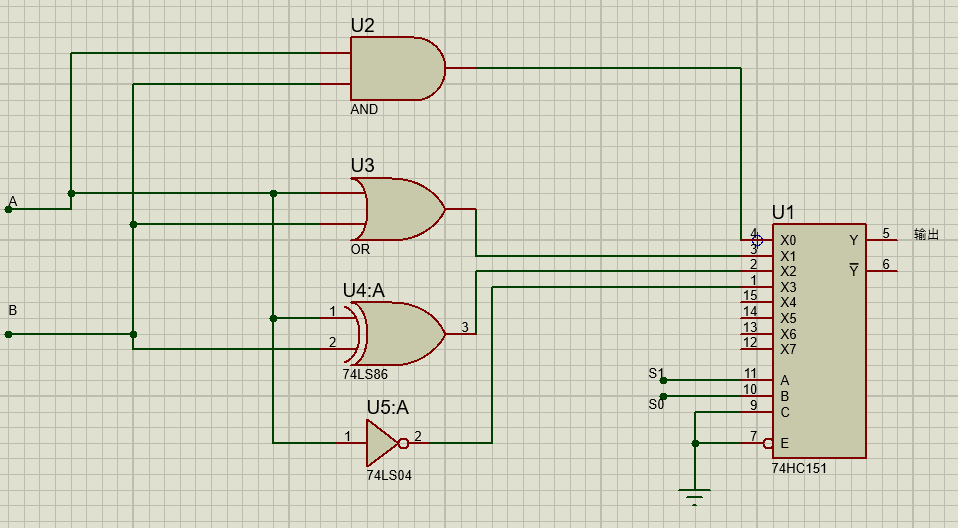 U2
AND
A
U3
OR
B
U4:A
1
2
3
74LS86
U5:A
1
2
74LS04
U1
4 X0
3 X1
2 X2
1 X3
15 X4
14 X5
13 X6
12 X7
S1 11 A
S0 10 B
9 C
7 E
Y 5 输出
Y̅ 6
74HC151